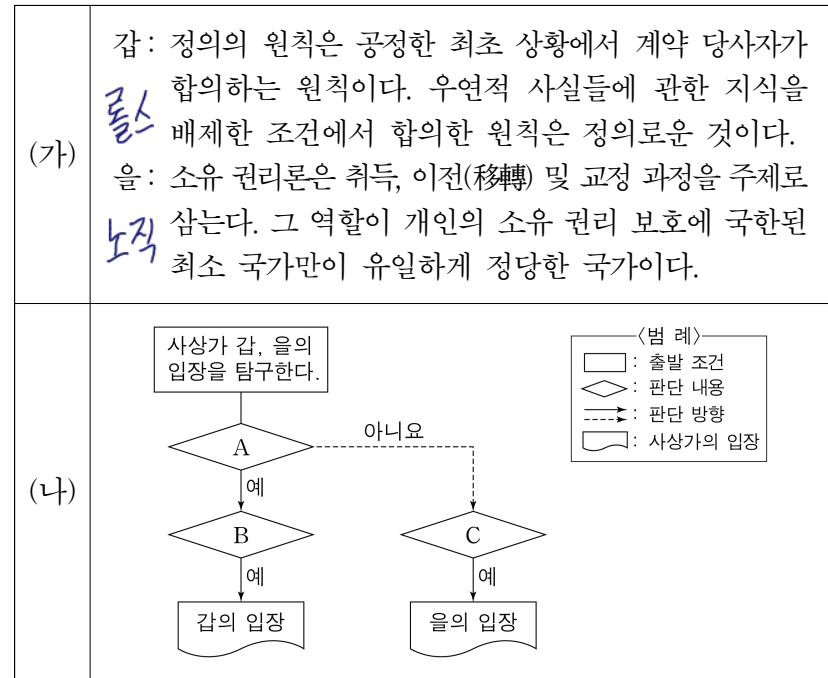 갑 : 정의의 원칙은 공정한 최초 상황에서 계약 당사자가
합의하는 원칙이다. 우연적 사실들에 관한 지식을
배제한 조건에서 합의한 원칙은 정의로운 것이다.
롤스
(가)
을 : 소유 권리론은 취득, 이전(移轉) 및 교정 과정을 주제로
삼는다. 그 역할이 개인의 소유 권리 보호에 국한된
최소 국가만이 유일하게 정당한 국가이다.
노직
(나)
사상가 갑, 을의
입장을 탐구한다.
<범 례>
: 출발 조건
: 판단 내용
: 판단 방향
: 사상가의 입장
A
아니요
예
B
C
예
예
갑의 입장
을의 입장